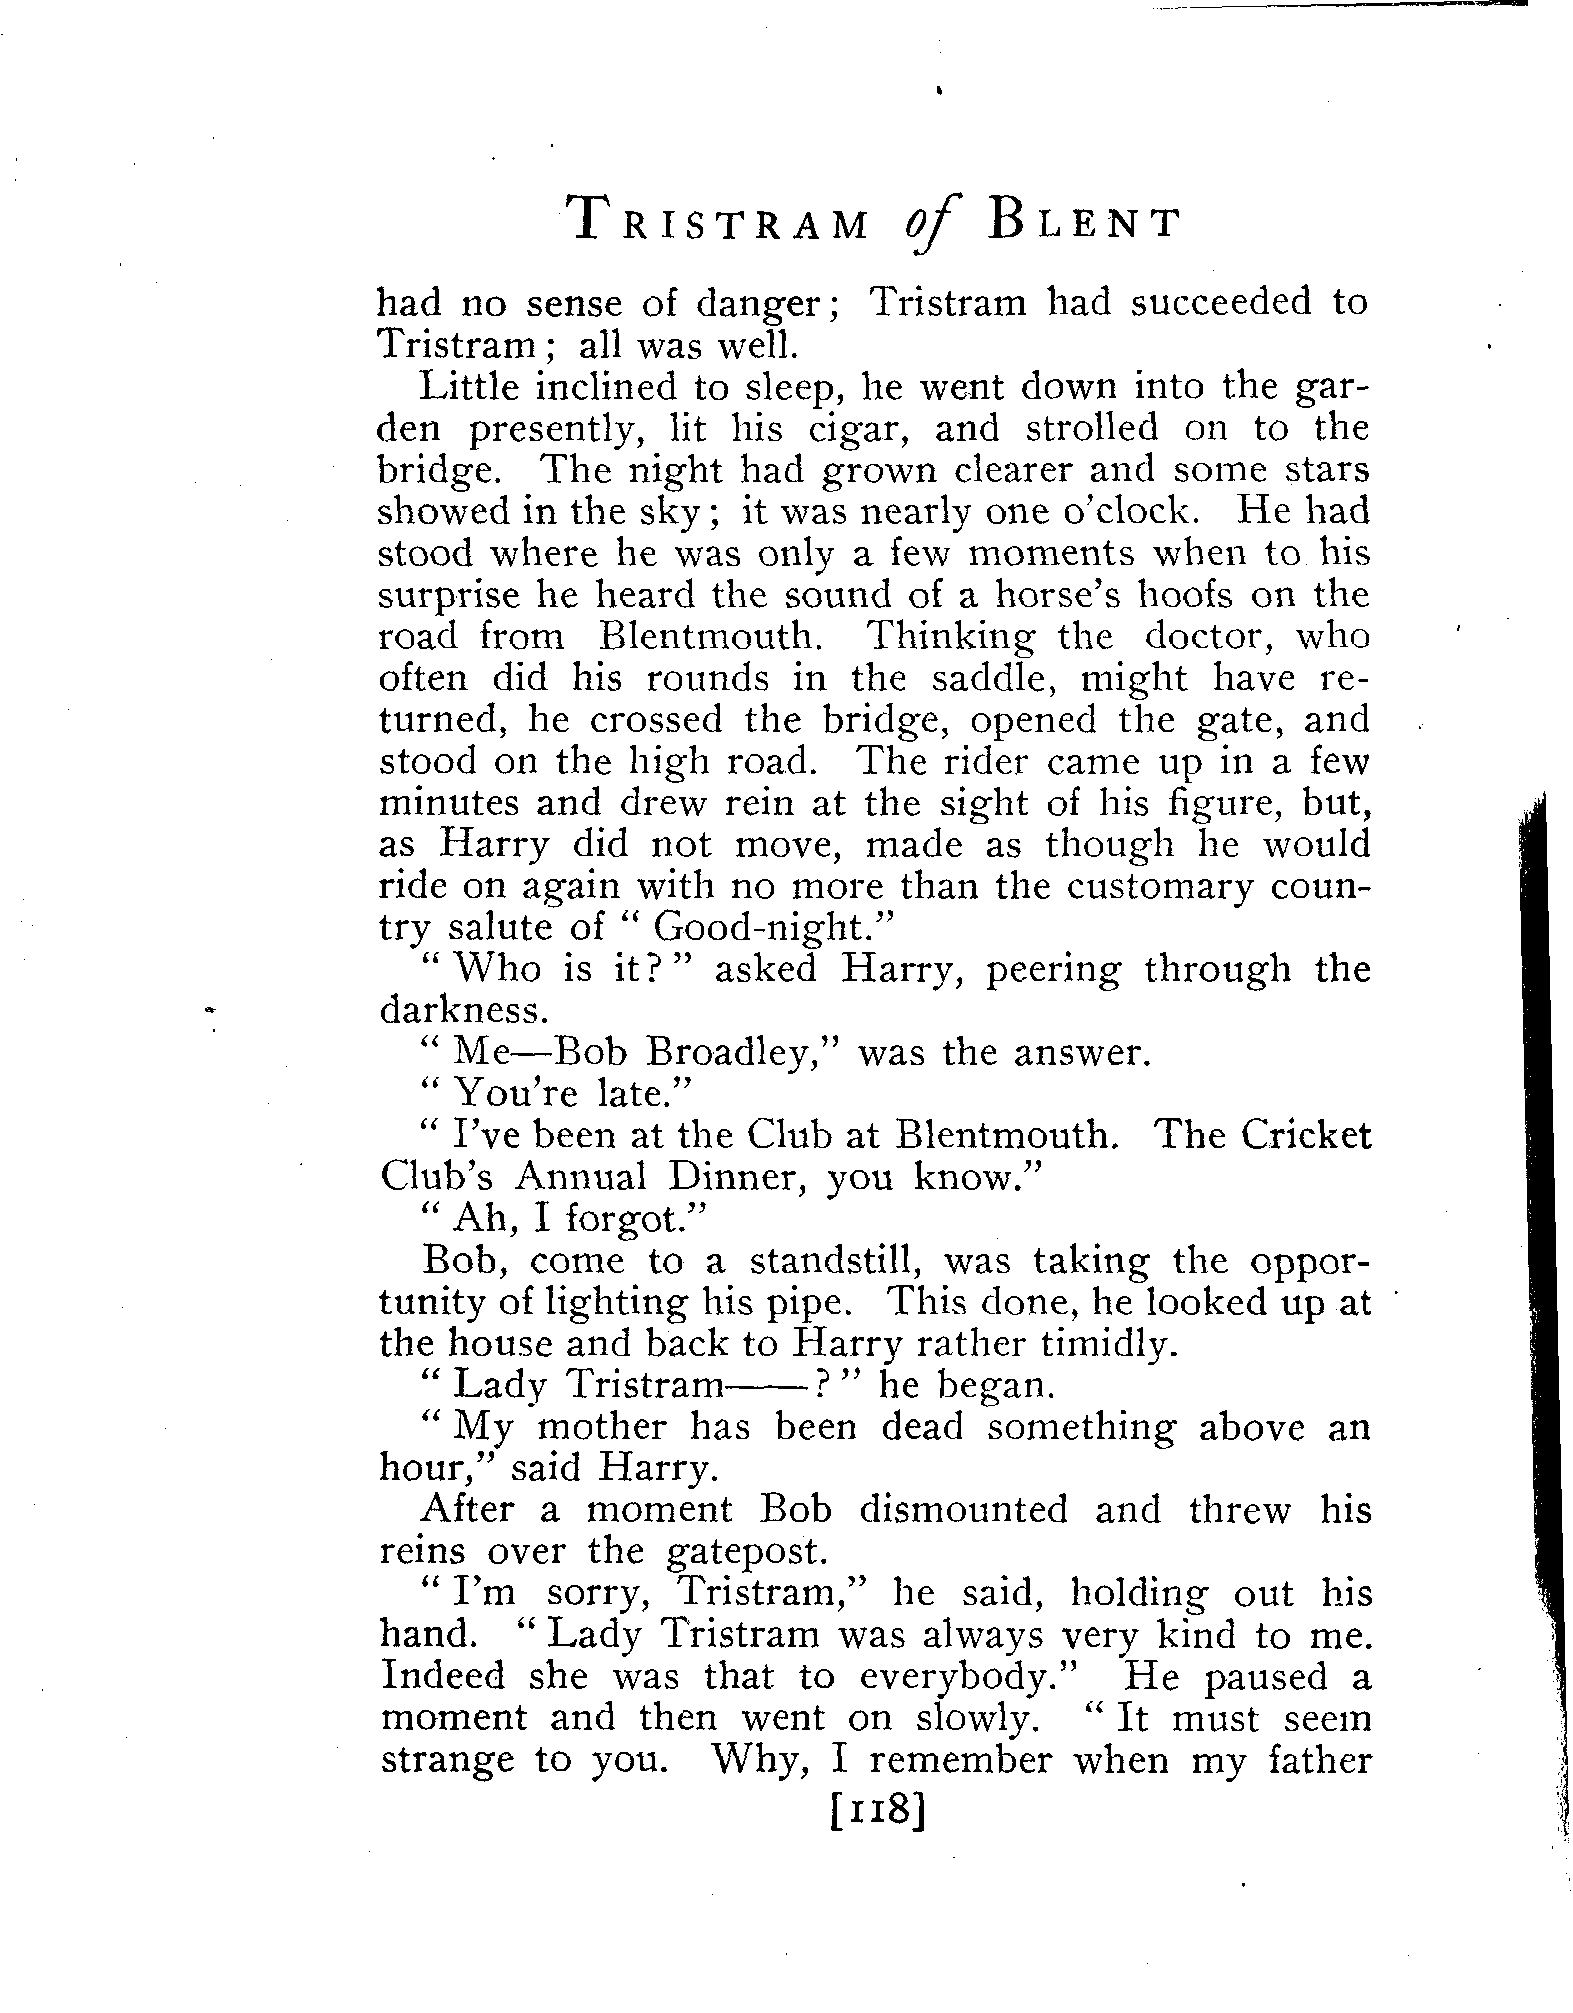 TRISTRAM of BLENT
had no sense of danger; Tristram had succeeded to
Tristram; all was well.
Little inclined to sleep, he went down into the gar-
den presently, lit his cigar, and strolled on to the
bridge. The night had grown clearer and some stars
showed in the sky; it was nearly one o'clock. He had
stood where he was only a few moments when to his
surprise he heard the sound of a horse's hoofs on the
road from Blentmouth. Thinking the doctor, who
often did his rounds in the saddle, might have re-
turned, he crossed the bridge, opened the gate, and
stood on the high road. The rider came up in a few
minutes and drew rein at the sight of his figure, but,
as Harry did not move, made as though he would
ride on again with no more than the customary coun-
try salute of “ Good-night.”
“ Who is it? ” asked Harry, peering through the
darkness.
“ Me—Bob Broadley,” was the answer.
“ You're late.”
“ I've been at the Club at Blentmouth. The Cricket
Club's Annual Dinner, you know.”
“ Ah, I forgot.”
Bob, come to a standstill, was taking the oppor-
tunity of lighting his pipe. This done, he looked up at
the house and back to Harry rather timidly.
“ Lady Tristram——? ” he began.
“ My mother has been dead something above an
hour,” said Harry.
After a moment Bob dismounted and threw his
reins over the gatepost.
“ I'm sorry, Tristram,” he said, holding out his
hand. “ Lady Tristram was always very kind to me.
Indeed she was that to everybody.” He paused a
moment and then went on slowly. “ It must seem
strange to you. Why, I remember when my father
[118]